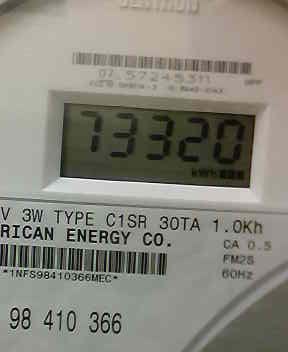 07.57245311
73320
kWh
V 3W TYPE C1SR 30TA 1.0Kh
RICAN ENERGY CO.
CA 0.5
FM2S
60Hz
*1NFS98410366MEC*
98 410 366